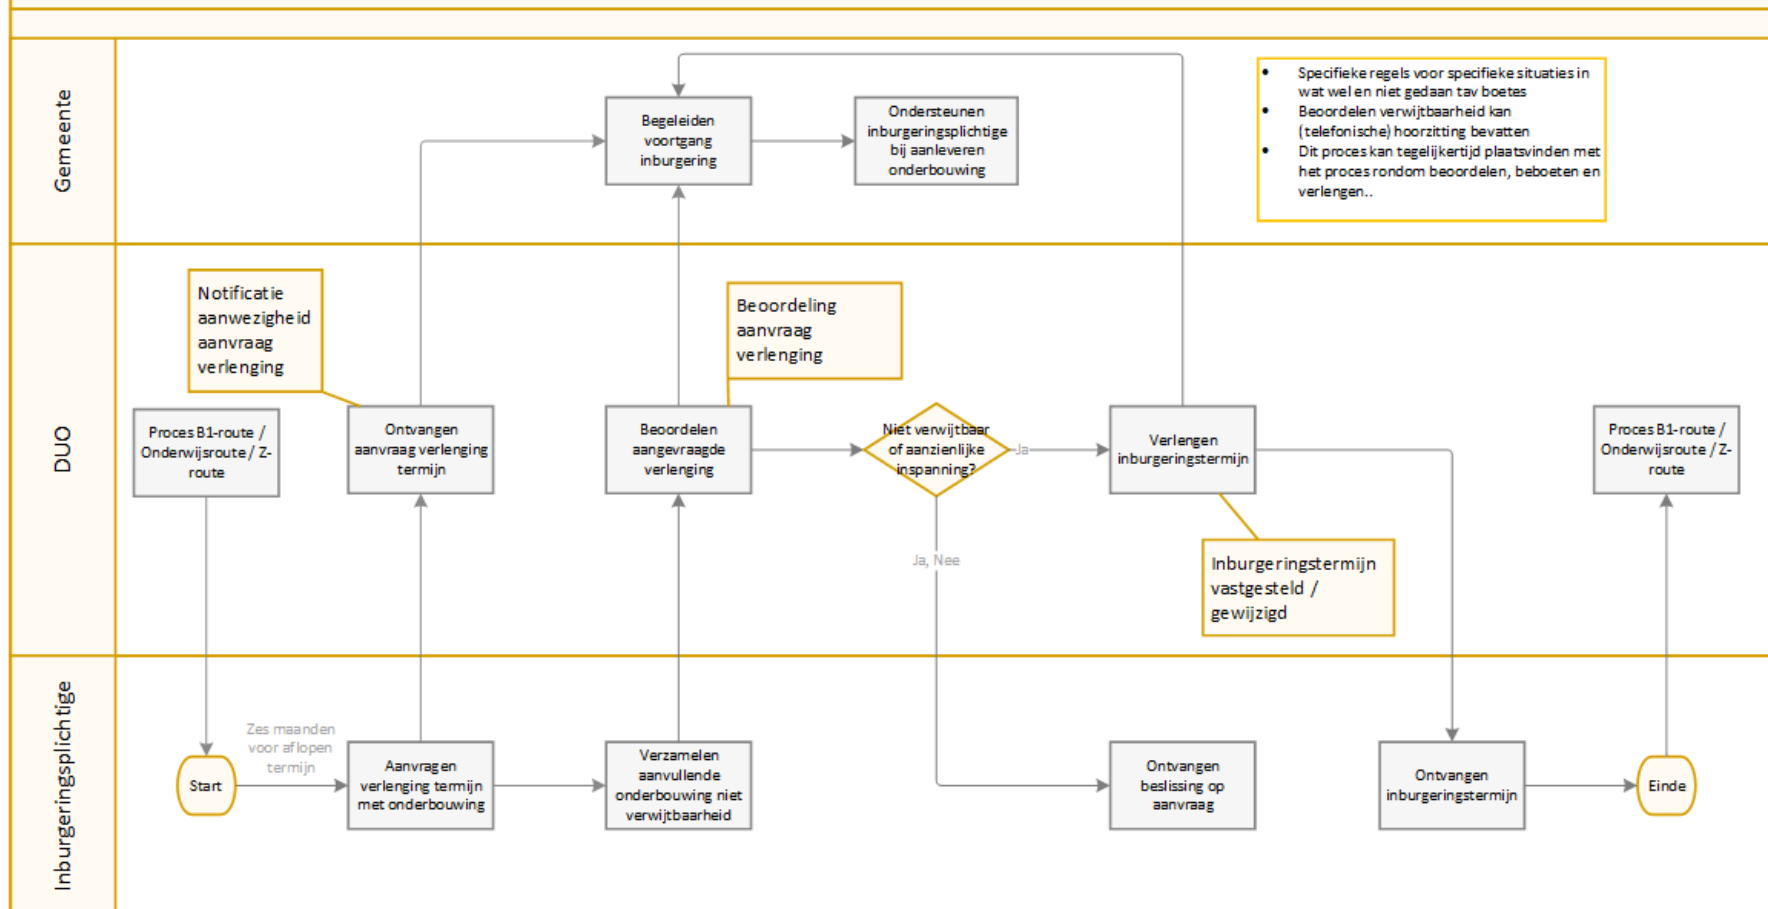 Gemeente
Begeleiden
voortgang
inburgering
Ondersteunen
inburgeringsplichtige
bij aanleveren
onderbouwing
• Specifieke regels voor specifieke situaties in
wat wel en niet gedaan tav boetes
• Beoordelen verwijtbaarheid kan
(telefonische) hoorzitting bevatten
• Dit proces kan tegelijkertijd plaatsvinden met
het proces rondom beoordelen, beboeten en
verlengen..
DUO
Notificatie
aanwezigheid
aanvraag
verlenging
Beoordeling
aanvraag
verlenging
Proces B1-route /
Onderwijsroute / Z-
route
Ontvangen
aanvraag verlenging
termijn
Beoordelen
aangevraagde
verlenging
Niet verwijtbaar
of aanzienlijke
inspanning?
Ja
Verlengen
inburgeringstermijn
Proces B1-route /
Onderwijsroute / Z-
route
Ja, Nee
Inburgeringstermijn
vastgesteld /
gewijzigd
Inburgeringsplichtige
Start
Zes maanden
voor aflopen
termijn
Aanvragen
verlenging termijn
met onderbouwing
Verzamelen
aanvullende
onderbouwing niet
verwijtbaarheid
Ontvangen
beslissing op
aanvraag
Ontvangen
inburgeringstermijn
Einde